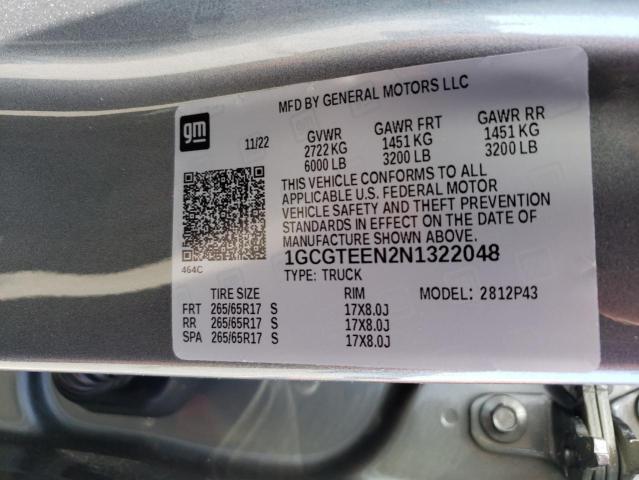 MFD BY GENERAL MOTORS LLC
gm
11/22
GVWR GAWR FRT GAWR RR
2722 KG 1451 KG 1451 KG
6000 LB 3200 LB 3200 LB
THIS VEHICLE CONFORMS TO ALL
APPLICABLE U.S. FEDERAL MOTOR
VEHICLE SAFETY AND THEFT PREVENTION
STANDARDS IN EFFECT ON THE DATE OF
MANUFACTURE SHOWN ABOVE.
1GCGTEEN2N1322048
464C
TYPE: TRUCK
TIRE SIZE RIM MODEL: 2812P43
FRT 265/65R17 S 17X8.0J
RR 265/65R17 S 17X8.0J
SPA 265/65R17 S 17X8.0J